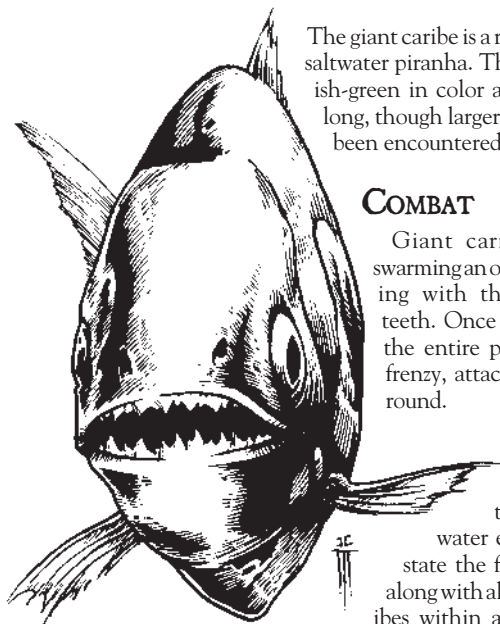 The giant caribe is a
saltwater piranha. Th
ish-green in color a
long, though larger
been encountered
COMBAT
Giant cari
swarming an o
ing with th
teeth. Once
the entire p
frenzy, attac
round.
t
water e
state the f
along with al
ibes within a